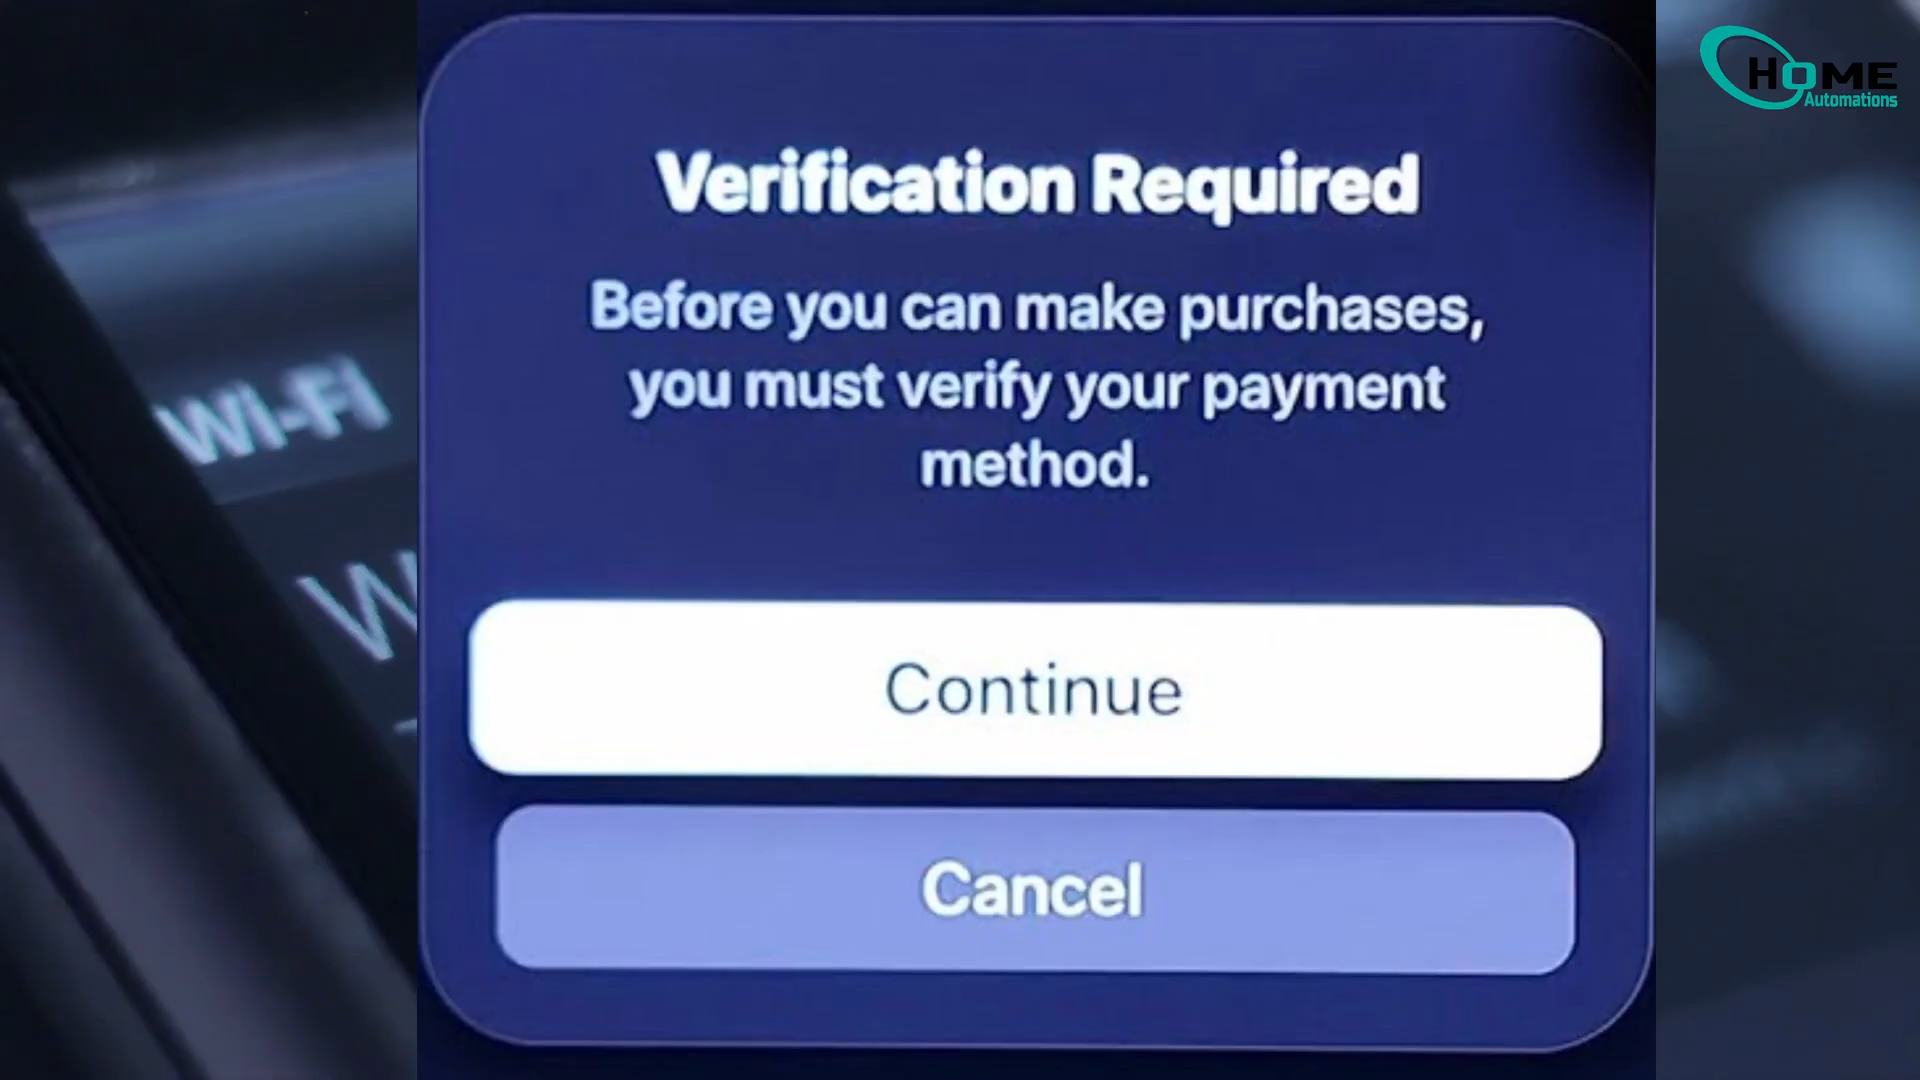 HOME
Automations
Verification Required
Before you can make purchases,
you must verify your payment
method.
Wi-Fi
Continue
Cancel